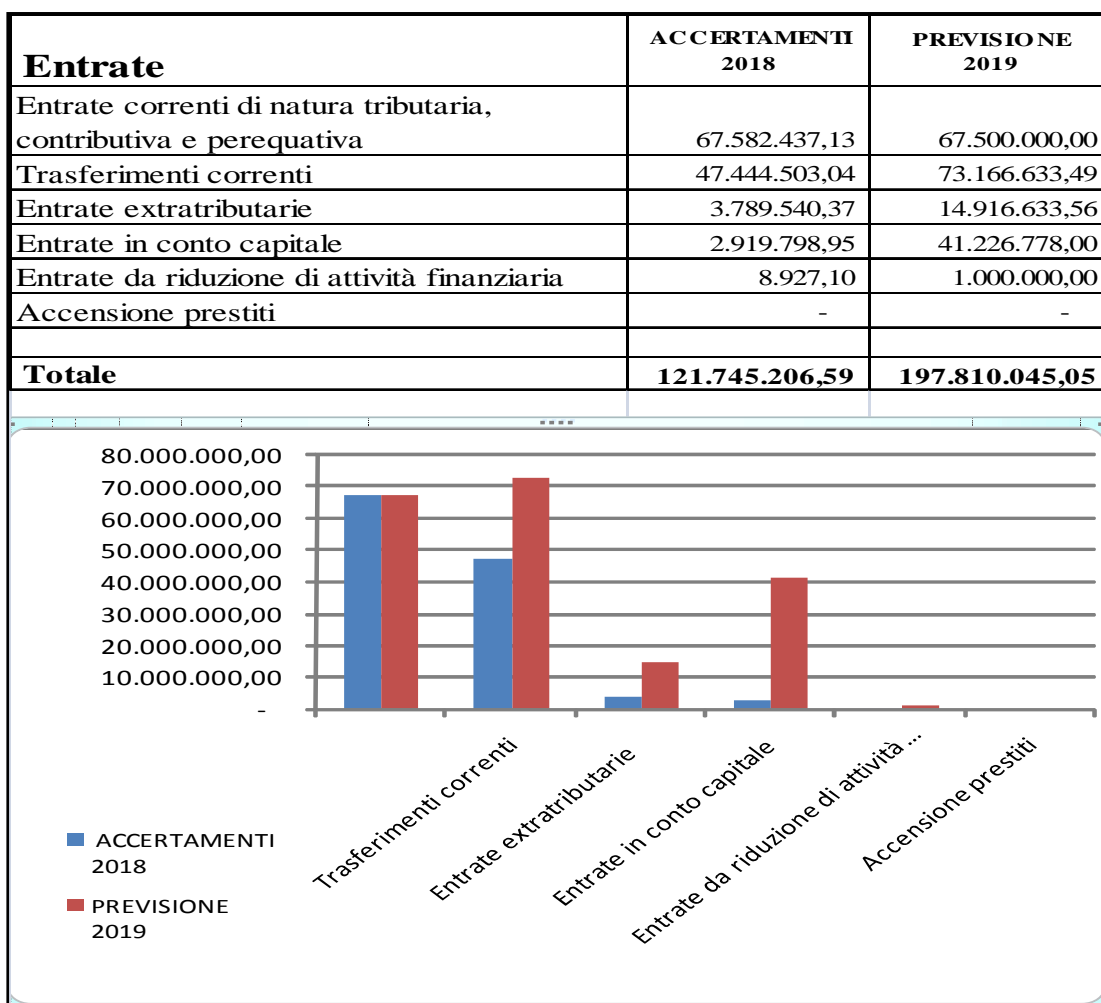 Entrate ACCERTAMENTI 2018 PREVISIONE 2019
Entrate correnti di natura tributaria,
contributiva e perequativa 67.582.437,13 67.500.000,00
Trasferimenti correnti 47.444.503,04 73.166.633,49
Entrate extratributarie 3.789.540,37 14.916.633,56
Entrate in conto capitale 2.919.798,95 41.226.778,00
Entrate da riduzione di attività finanziaria 8.927,10 1.000.000,00
Accensione prestiti - -
Totale 121.745.206,59 197.810.045,05
80.000.000,00
70.000.000,00
60.000.000,00
50.000.000,00
40.000.000,00
30.000.000,00
20.000.000,00
10.000.000,00
-
Trasferimenti correnti
Entrate extratributarie
Entrate in conto capitale
Entrate da riduzione di attività ...
Accensione prestiti
ACCERTAMENTI
2018
PREVISIONE
2019